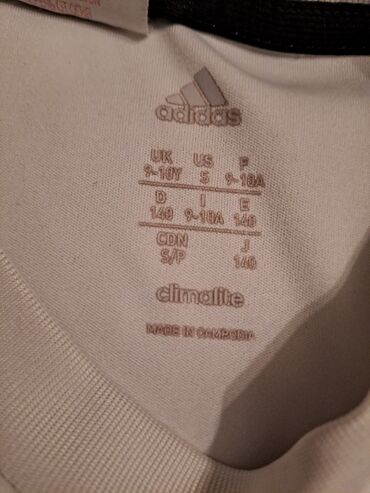 adidas
UK US F
9-10Y S 9-10A
D I E
140 9-10A 140
CDN J
S/P 140
climalite
MADE IN CAMBODIA